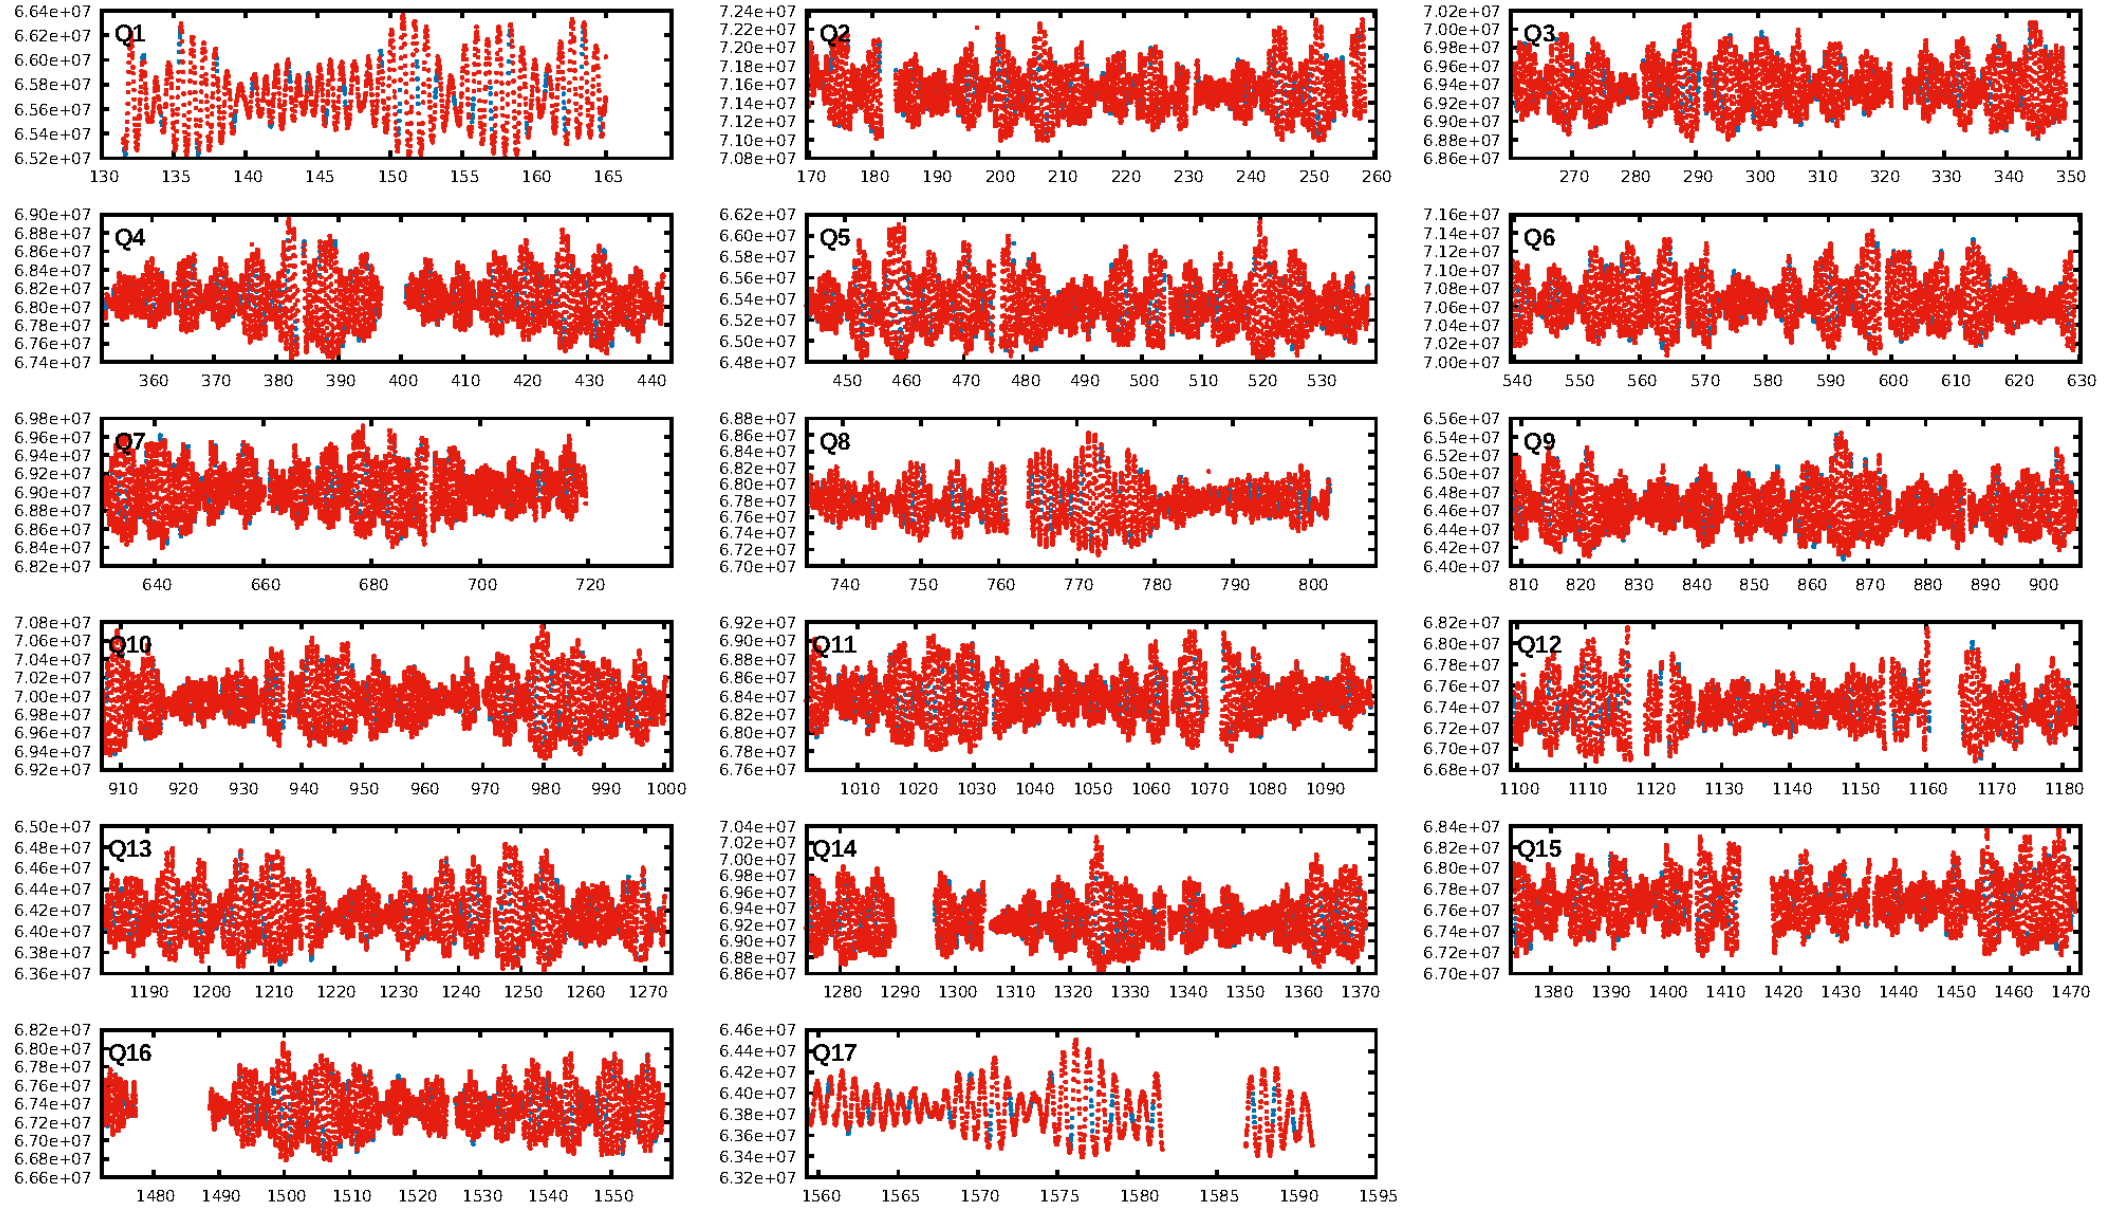 Q1
6.64e+07
6.62e+07
6.60e+07
6.58e+07
6.56e+07
6.54e+07
6.52e+07
130 135 140 145 150 155 160 165
Q2
7.24e+07
7.22e+07
7.20e+07
7.18e+07
7.16e+07
7.14e+07
7.12e+07
7.10e+07
7.08e+07
170 180 190 200 210 220 230 240 250 260
Q3
7.02e+07
7.00e+07
6.98e+07
6.96e+07
6.94e+07
6.92e+07
6.90e+07
6.88e+07
6.86e+07
270 280 290 300 310 320 330 340 350
Q4
6.90e+07
6.88e+07
6.86e+07
6.84e+07
6.82e+07
6.80e+07
6.78e+07
6.76e+07
6.74e+07
360 370 380 390 400 410 420 430 440
Q5
6.62e+07
6.60e+07
6.58e+07
6.56e+07
6.54e+07
6.52e+07
6.50e+07
6.48e+07
450 460 470 480 490 500 510 520 530
Q6
7.16e+07
7.14e+07
7.12e+07
7.10e+07
7.08e+07
7.06e+07
7.04e+07
7.02e+07
7.00e+07
540 550 560 570 580 590 600 610 620 630
Q7
6.98e+07
6.96e+07
6.94e+07
6.92e+07
6.90e+07
6.88e+07
6.86e+07
6.84e+07
6.82e+07
640 660 680 700 720
Q8
6.88e+07
6.86e+07
6.84e+07
6.82e+07
6.80e+07
6.78e+07
6.76e+07
6.74e+07
6.72e+07
6.70e+07
740 750 760 770 780 790 800
Q9
6.56e+07
6.54e+07
6.52e+07
6.50e+07
6.48e+07
6.46e+07
6.44e+07
6.42e+07
6.40e+07
810 820 830 840 850 860 870 880 890 900
Q10
7.08e+07
7.06e+07
7.04e+07
7.02e+07
7.00e+07
6.98e+07
6.96e+07
6.94e+07
6.92e+07
910 920 930 940 950 960 970 980 990 1000
Q11
6.92e+07
6.90e+07
6.88e+07
6.86e+07
6.84e+07
6.82e+07
6.80e+07
6.78e+07
6.76e+07
1010 1020 1030 1040 1050 1060 1070 1080 1090
Q12
6.82e+07
6.80e+07
6.78e+07
6.76e+07
6.74e+07
6.72e+07
6.70e+07
6.68e+07
1100 1110 1120 1130 1140 1150 1160 1170 1180
Q13
6.50e+07
6.48e+07
6.46e+07
6.44e+07
6.42e+07
6.40e+07
6.38e+07
6.36e+07
1190 1200 1210 1220 1230 1240 1250 1260 1270
Q14
7.04e+07
7.02e+07
7.00e+07
6.98e+07
6.96e+07
6.94e+07
6.92e+07
6.90e+07
6.88e+07
6.86e+07
1280 1290 1300 1310 1320 1330 1340 1350 1360 1370
Q15
6.84e+07
6.82e+07
6.80e+07
6.78e+07
6.76e+07
6.74e+07
6.72e+07
6.70e+07
1380 1390 1400 1410 1420 1430 1440 1450 1460 1470
Q16
6.82e+07
6.80e+07
6.78e+07
6.76e+07
6.74e+07
6.72e+07
6.70e+07
6.68e+07
6.66e+07
1480 1490 1500 1510 1520 1530 1540 1550
Q17
6.46e+07
6.44e+07
6.42e+07
6.40e+07
6.38e+07
6.36e+07
6.34e+07
6.32e+07
1560 1565 1570 1575 1580 1585 1590 1595